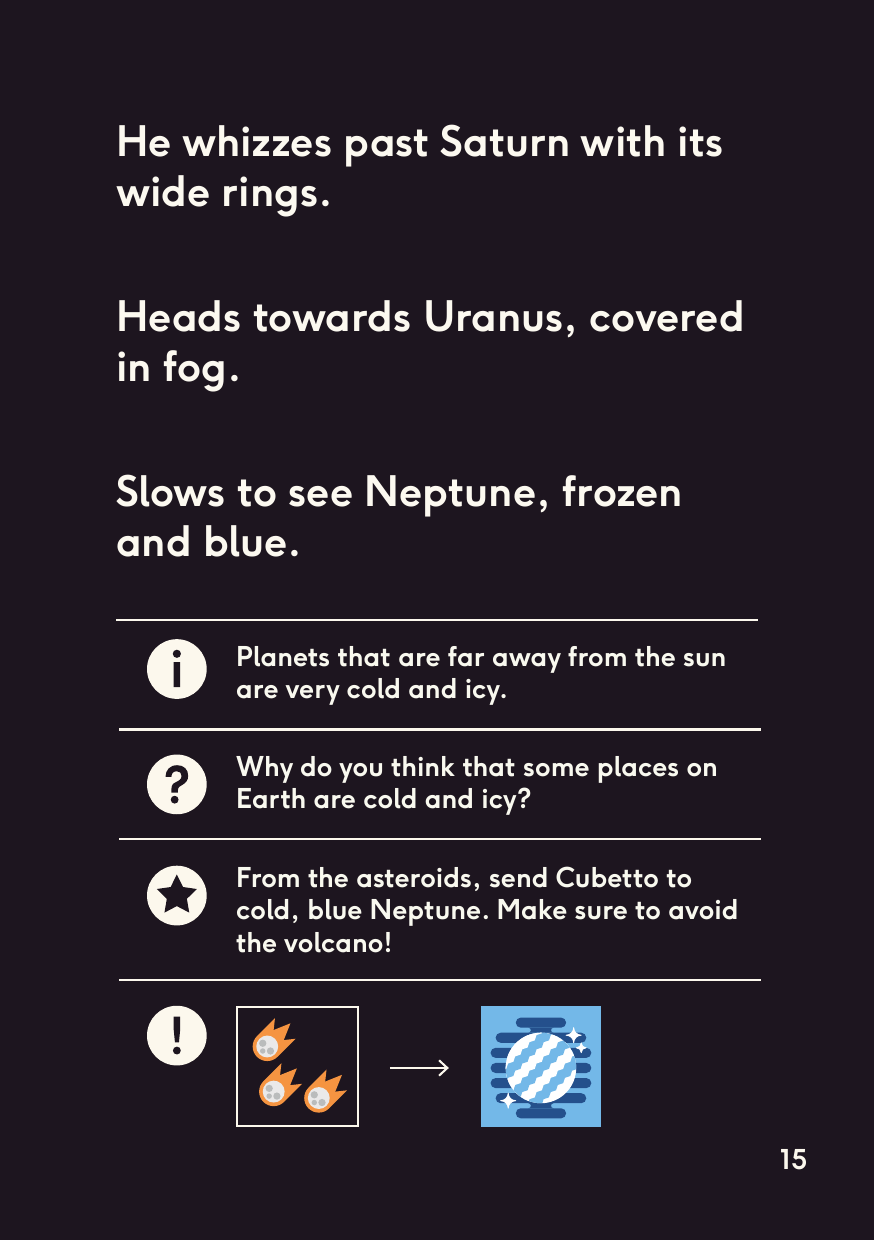 He whizzes past Saturn with its
wide rings.
Heads towards Uranus, covered
in fog.
Slows to see Neptune, frozen
and blue.
i
Planets that are far away from the sun
are very cold and icy.
?
Why do you think that some places on
Earth are cold and icy?
From the asteroids, send Cubetto to
cold, blue Neptune. Make sure to avoid
the volcano!
!
15